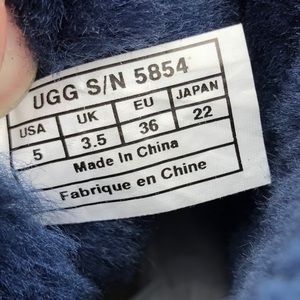 UGG S/N 5854
USA UK EU JAPAN
5 3.5 36 22
Made In China
Fabrique en Chine